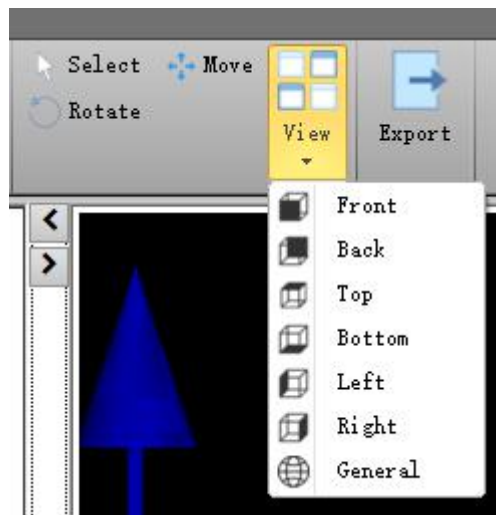 Select Move
Rotate
View
Export
Front
Back
Top
Bottom
Left
Right
General